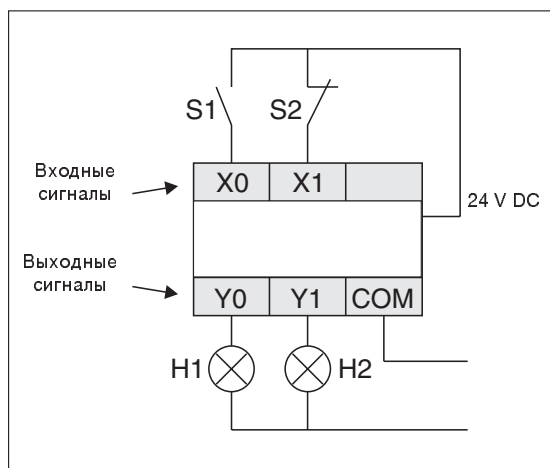 S1
S2
Входные
сигналы
X0
X1
24 V DC
Выходные
сигналы
Y0
Y1
COM
H1
H2